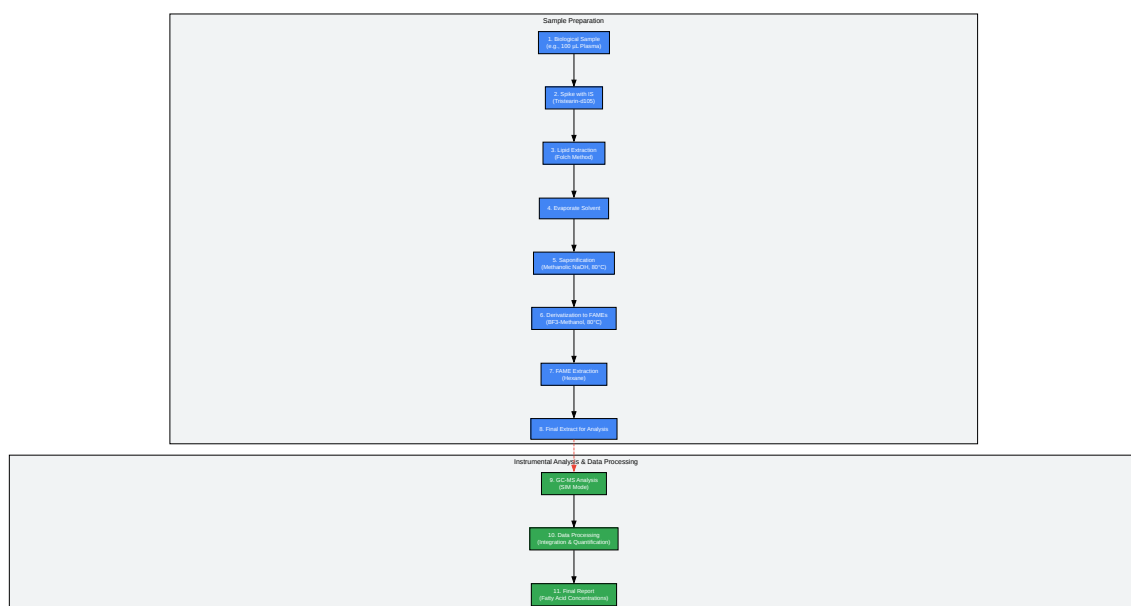 Sample Preparation
1. Biological Sample
(e.g., 100 µL Plasma)
2. Spike with IS
(Tristearin-d105)
3. Lipid Extraction
(Folch Method)
4. Evaporate Solvent
5. Saponification
(Methanolic NaOH, 80°C)
6. Derivatization to FAMEs
(BF3-Methanol, 80°C)
7. FAME Extraction
(Hexane)
8. Final Extract for Analysis
Instrumental Analysis & Data Processing
9. GC-MS Analysis
(SIM Mode)
10. Data Processing
(Integration & Quantification)
11. Final Report
(Fatty Acid Concentrations)